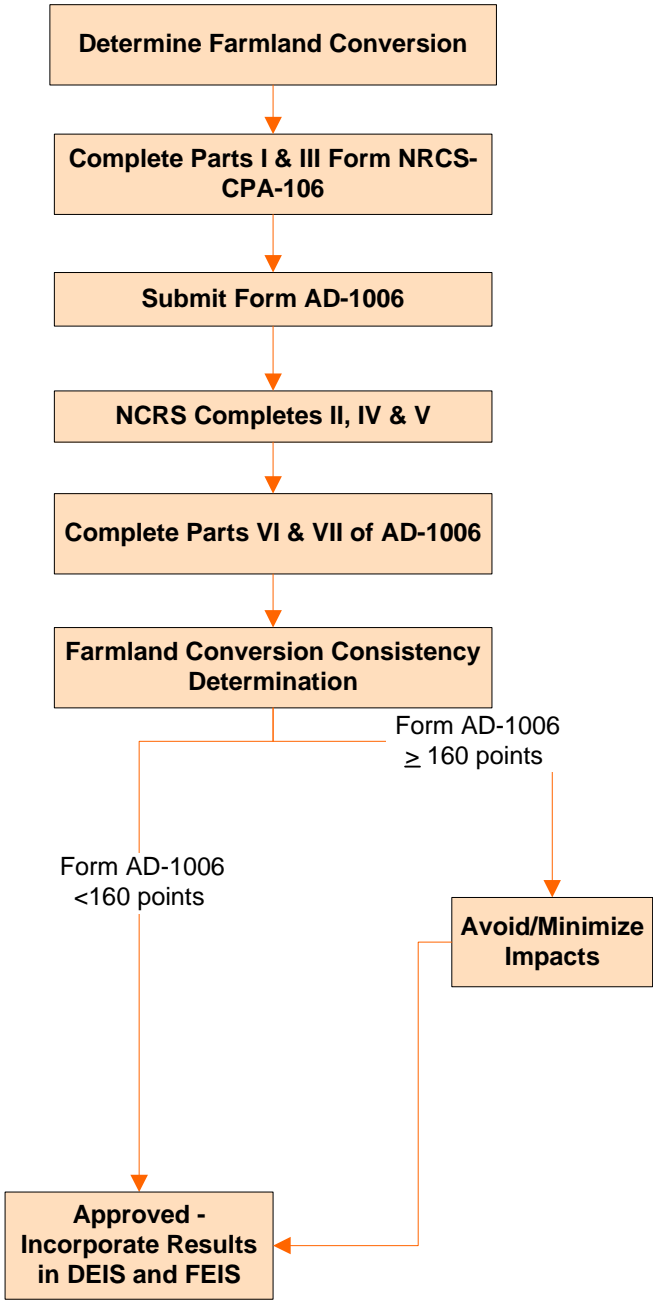 Determine Farmland Conversion
Complete Parts I & III Form NRCS-
CPA-106
Submit Form AD-1006
NCRS Completes II, IV & V
Complete Parts VI & VII of AD-1006
Farmland Conversion Consistency
Determination
Form AD-1006
≥ 160 points
Form AD-1006
<160 points
Avoid/Minimize
Impacts
Approved -
Incorporate Results
in DEIS and FEIS